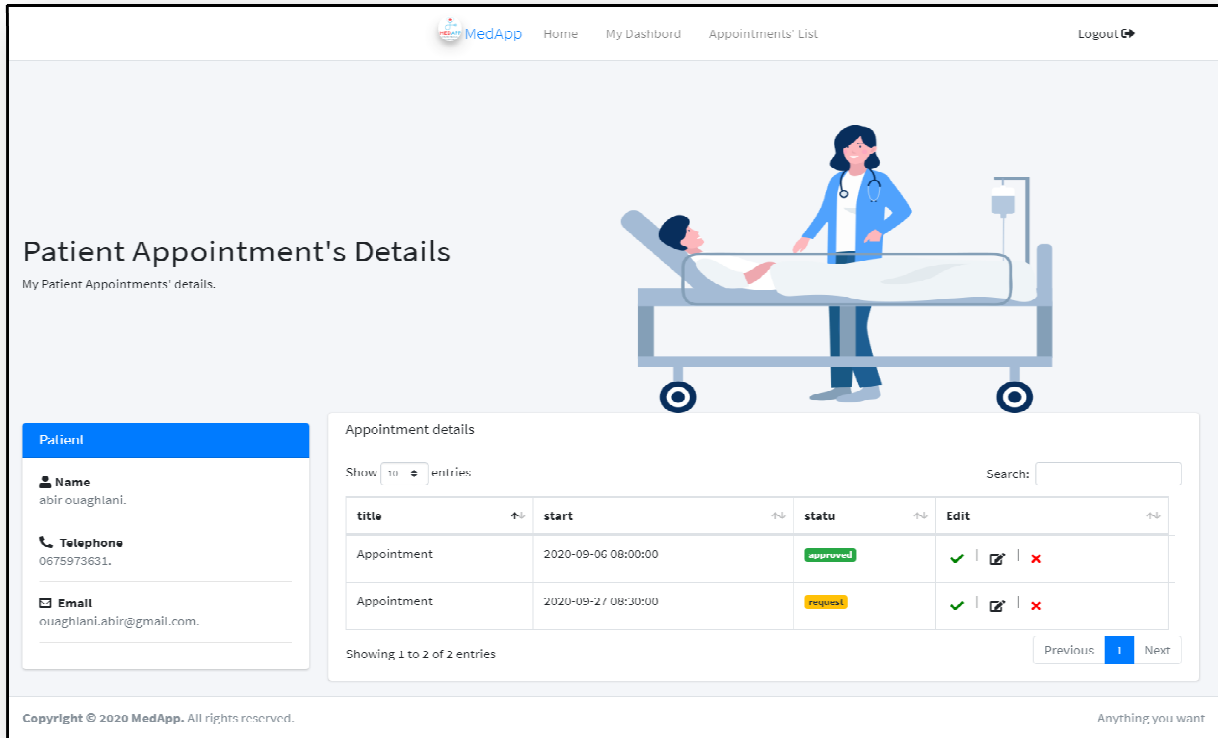 MedApp Home My Dashbord Appointments' List Logout
Patient Appointment's Details
My Patient Appointments' details.
Patient
Name
abir ouaghlani.
Telephone
0675973631.
Email
ouaghlani.abir@gmail.com.
Appointment details
Show 10 entries Search:
title start statu Edit
Appointment 2020-09-06 08:00:00 approved | |
Appointment 2020-09-27 08:30:00 request | |
Showing 1 to 2 of 2 entries
Previous 1 Next
Copyright © 2020 MedApp. All rights reserved. Anything you want